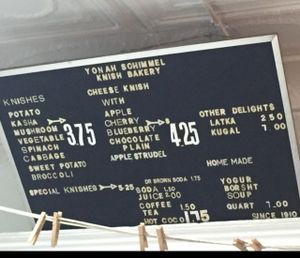 YONAH SCHIMMEL
KNISH BAKERY
KNISHES
POTATO
KASHA
MUSHROOM
VEGETABLE
SPINACH
CABBAGE
3.75
SWEET POTATO
BROCCOLI
SPECIAL KNISHES 5.25
CHEESE KNISH
WITH
APPLE
CHERRY
BLUEBERRY
CHOCOLATE
PLAIN
4.25
APPLE STRUDEL
DR BROWN SODA 1.75
SODA 1.50
JUICE 2.00
COFFEE 1.50
TEA
HOT COCO 1.75
OTHER DELIGHTS
LATKA 2 50
KUGAL 7.00
HOME MADE
YOGUR
BORSHT
SOUP
QUART 7.00
SINCE 1910